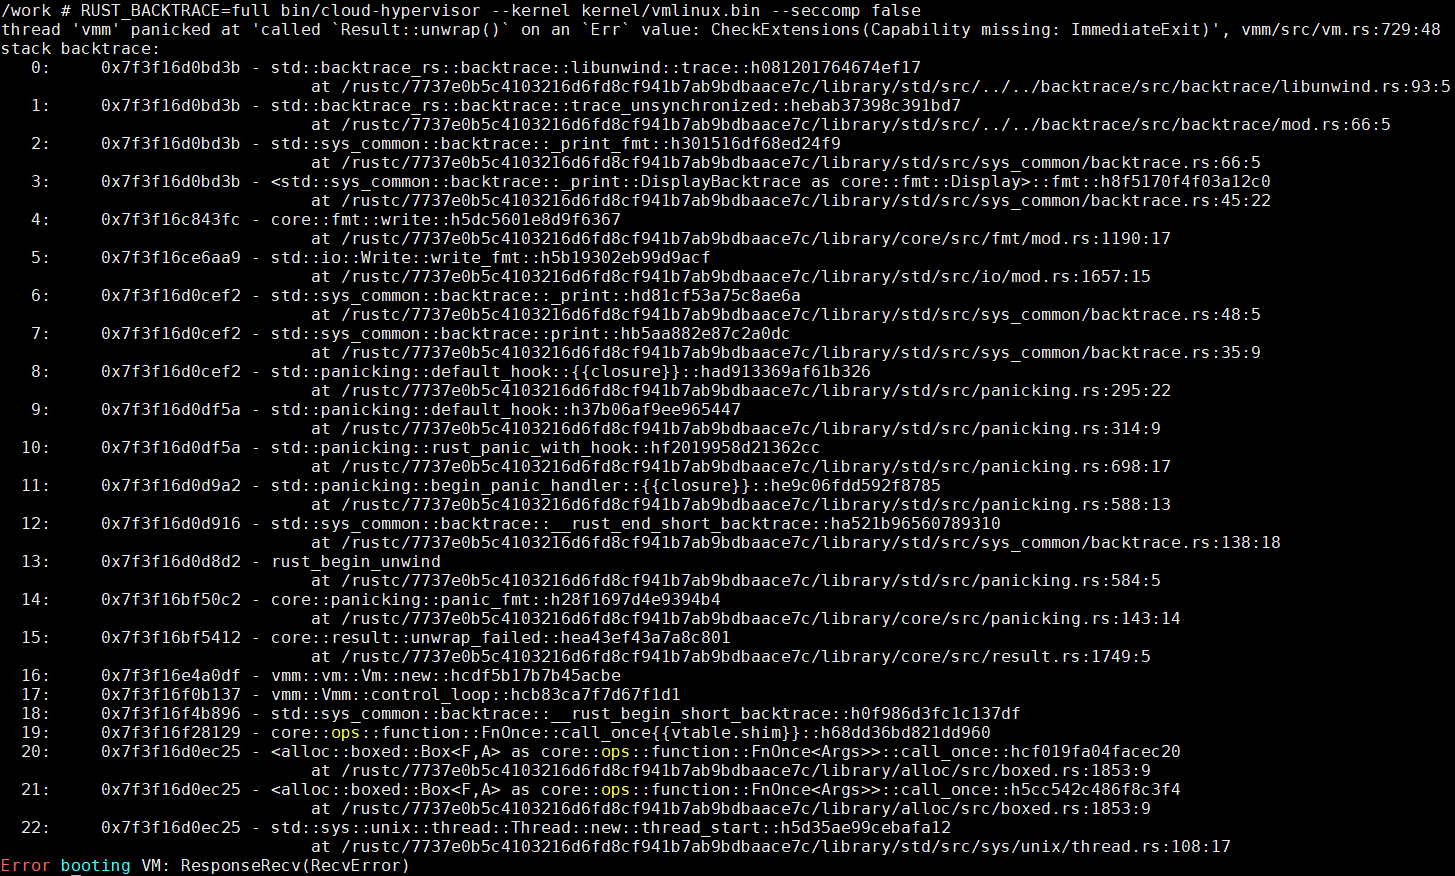 /work # RUST_BACKTRACE=full bin/cloud-hypervisor --kernel kernel/vmlinux.bin --seccomp false
thread 'vmm' panicked at 'called `Result::unwrap()` on an `Err` value: CheckExtensions(Capability missing: ImmediateExit)', vmm/src/vm.rs:729:48
stack backtrace:
   0:     0x7f3f16d0bd3b - std::backtrace_rs::backtrace::libunwind::trace::h081201764674ef17
                               at /rustc/7737e0b5c4103216d6fd8cf941b7ab9bdbaace7c/library/std/src/../../backtrace/src/backtrace/libunwind.rs:93:5
   1:     0x7f3f16d0bd3b - std::backtrace_rs::backtrace::trace_unsynchronized::hebab37398c391bd7
                               at /rustc/7737e0b5c4103216d6fd8cf941b7ab9bdbaace7c/library/std/src/../../backtrace/src/backtrace/mod.rs:66:5
   2:     0x7f3f16d0bd3b - std::sys_common::backtrace::_print_fmt::h301516df68ed24f9
                               at /rustc/7737e0b5c4103216d6fd8cf941b7ab9bdbaace7c/library/std/src/sys_common/backtrace.rs:66:5
   3:     0x7f3f16d0bd3b - <std::sys_common::backtrace::_print::DisplayBacktrace as core::fmt::Display>::fmt::h8f5170f4f03a12c0
                               at /rustc/7737e0b5c4103216d6fd8cf941b7ab9bdbaace7c/library/std/src/sys_common/backtrace.rs:45:22
   4:     0x7f3f16c843fc - core::fmt::write::h5dc5601e8d9f6367
                               at /rustc/7737e0b5c4103216d6fd8cf941b7ab9bdbaace7c/library/core/src/fmt/mod.rs:1190:17
   5:     0x7f3f16ce6aa9 - std::io::Write::write_fmt::h5b19302eb99d9acf
                               at /rustc/7737e0b5c4103216d6fd8cf941b7ab9bdbaace7c/library/std/src/io/mod.rs:1657:15
   6:     0x7f3f16d0cef2 - std::sys_common::backtrace::_print::hd81cf53a75c8ae6a
                               at /rustc/7737e0b5c4103216d6fd8cf941b7ab9bdbaace7c/library/std/src/sys_common/backtrace.rs:48:5
   7:     0x7f3f16d0cef2 - std::sys_common::backtrace::print::hb5aa882e87c2a0dc
                               at /rustc/7737e0b5c4103216d6fd8cf941b7ab9bdbaace7c/library/std/src/sys_common/backtrace.rs:35:9
   8:     0x7f3f16d0cef2 - std::panicking::default_hook::{{closure}}::had913369af61b326
                               at /rustc/7737e0b5c4103216d6fd8cf941b7ab9bdbaace7c/library/std/src/panicking.rs:295:22
   9:     0x7f3f16d0df5a - std::panicking::default_hook::h37b06af9ee965447
                               at /rustc/7737e0b5c4103216d6fd8cf941b7ab9bdbaace7c/library/std/src/panicking.rs:314:9
  10:     0x7f3f16d0df5a - std::panicking::rust_panic_with_hook::hf2019958d21362cc
                               at /rustc/7737e0b5c4103216d6fd8cf941b7ab9bdbaace7c/library/std/src/panicking.rs:698:17
  11:     0x7f3f16d0d9a2 - std::panicking::begin_panic_handler::{{closure}}::he9c06fdd592f8785
                               at /rustc/7737e0b5c4103216d6fd8cf941b7ab9bdbaace7c/library/std/src/panicking.rs:588:13
  12:     0x7f3f16d0d916 - std::sys_common::backtrace::__rust_end_short_backtrace::ha521b96560789310
                               at /rustc/7737e0b5c4103216d6fd8cf941b7ab9bdbaace7c/library/std/src/sys_common/backtrace.rs:138:18
  13:     0x7f3f16d0d8d2 - rust_begin_unwind
                               at /rustc/7737e0b5c4103216d6fd8cf941b7ab9bdbaace7c/library/std/src/panicking.rs:584:5
  14:     0x7f3f16bf50c2 - core::panicking::panic_fmt::h28f1697d4e9394b4
                               at /rustc/7737e0b5c4103216d6fd8cf941b7ab9bdbaace7c/library/core/src/panicking.rs:143:14
  15:     0x7f3f16bf5412 - core::result::unwrap_failed::hea43ef43a7a8c801
                               at /rustc/7737e0b5c4103216d6fd8cf941b7ab9bdbaace7c/library/core/src/result.rs:1749:5
  16:     0x7f3f16e4a0df - vmm::vm::Vm::new::hcdf5b17b7b45acbe
  17:     0x7f3f16f0b137 - vmm::Vmm::control_loop::hcb83ca7f7d67f1d1
  18:     0x7f3f16f4b896 - std::sys_common::backtrace::__rust_begin_short_backtrace::h0f986d3fc1c137df
  19:     0x7f3f16f28129 - core::ops::function::FnOnce::call_once{{vtable.shim}}::h68dd36bd821dd960
  20:     0x7f3f16d0ec25 - <alloc::boxed::Box<F,A> as core::ops::function::FnOnce<Args>>::call_once::hcf019fa04facec20
                               at /rustc/7737e0b5c4103216d6fd8cf941b7ab9bdbaace7c/library/alloc/src/boxed.rs:1853:9
  21:     0x7f3f16d0ec25 - <alloc::boxed::Box<F,A> as core::ops::function::FnOnce<Args>>::call_once::h5cc542c486f8c3f4
                               at /rustc/7737e0b5c4103216d6fd8cf941b7ab9bdbaace7c/library/alloc/src/boxed.rs:1853:9
  22:     0x7f3f16d0ec25 - std::sys::unix::thread::Thread::new::thread_start::h5d35ae99cebafa12
                               at /rustc/7737e0b5c4103216d6fd8cf941b7ab9bdbaace7c/library/std/src/sys/unix/thread.rs:108:17
Error booting VM: ResponseRecv(RecvError)